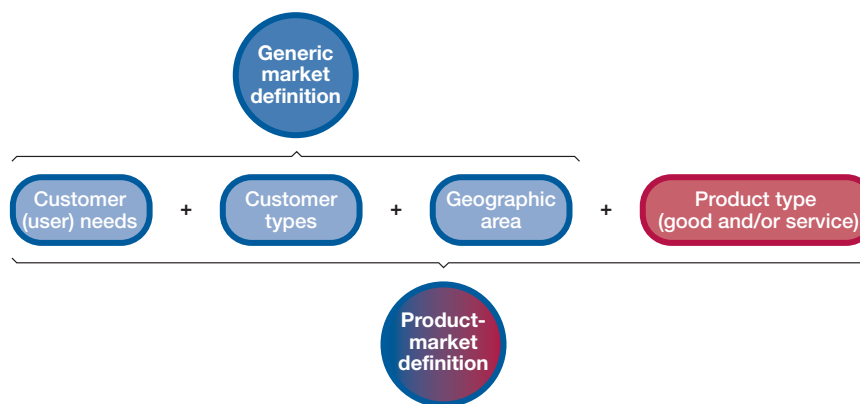 Generic
market
definition
Customer
(user) needs
+
Customer
types
+
Geographic
area
+
Product type
(good and/or service)
Product-
market
definition